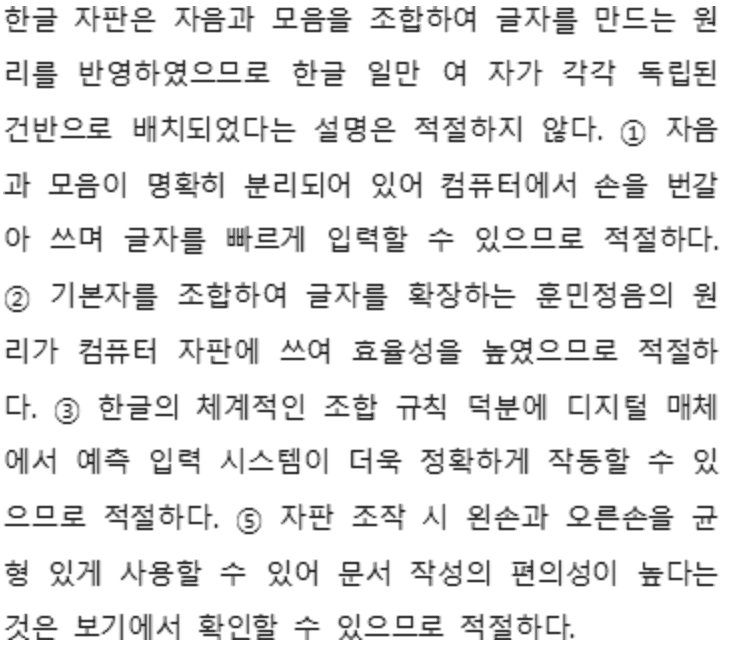 한글 자판은 자음과 모음을 조합하여 글자를 만드는 원
리를 반영하였으므로 한글 일만 여 자가 각각 독립된
건반으로 배치되었다는 설명은 적절하지 않다. ① 자음
과 모음이 명확히 분리되어 있어 컴퓨터에서 손을 번갈
아 쓰며 글자를 빠르게 입력할 수 있으므로 적절하다.
② 기본자를 조합하여 글자를 확장하는 훈민정음의 원
리가 컴퓨터 자판에 쓰여 효율성을 높였으므로 적절하
다. ③ 한글의 체계적인 조합 규칙 덕분에 디지털 매체
에서 예측 입력 시스템이 더욱 정확하게 작동할 수 있
으므로 적절하다. ⑤ 자판 조작 시 왼손과 오른손을 균
형 있게 사용할 수 있어 문서 작성의 편의성이 높다는
것은 보기에서 확인할 수 있으므로 적절하다.